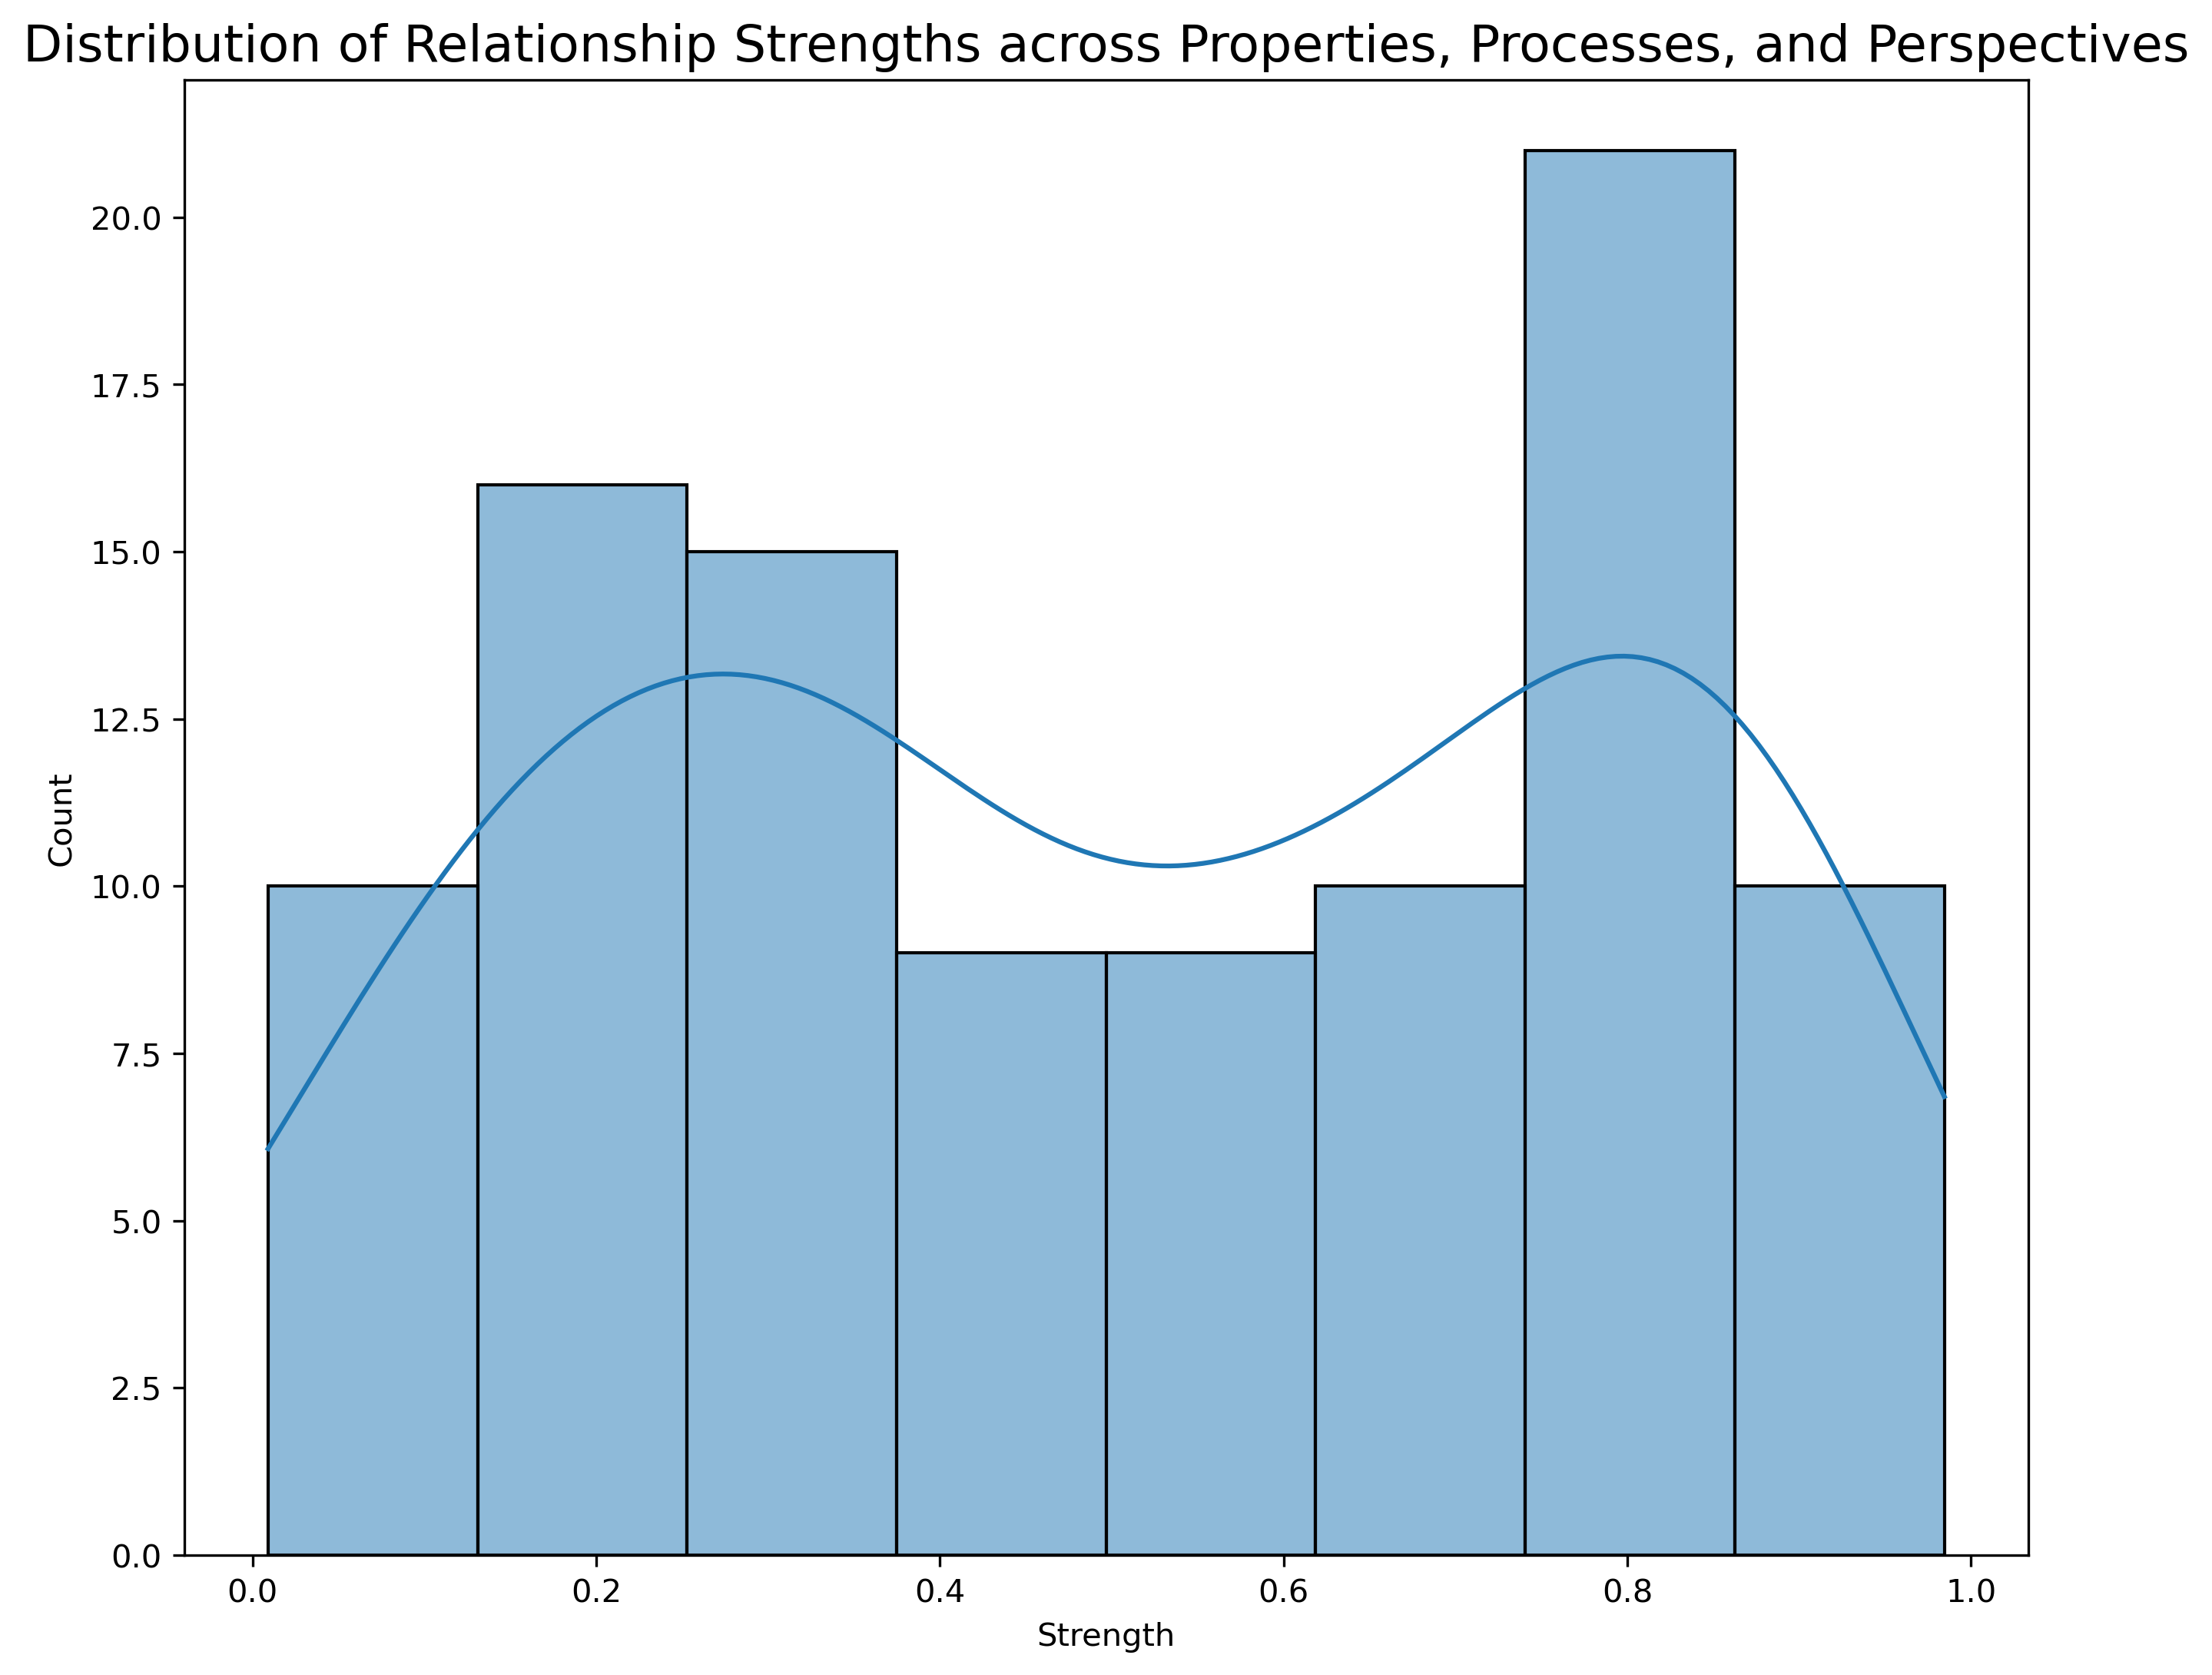 Distribution of Relationship Strengths across Properties, Processes, and Perspectives
20.0
17.5
15.0
12.5
10.0
7.5
5.0
2.5
0.0
Count
0.0 0.2 0.4 0.6 0.8 1.0
Strength